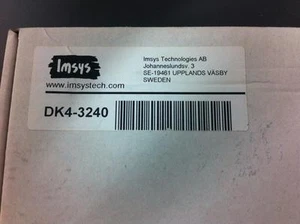 Imsys
www.imsystech.com
Imsys Technologies AB
Johanneslundsv. 3
SE-19461 UPPLANDS VÄSBY
SWEDEN
DK4-3240